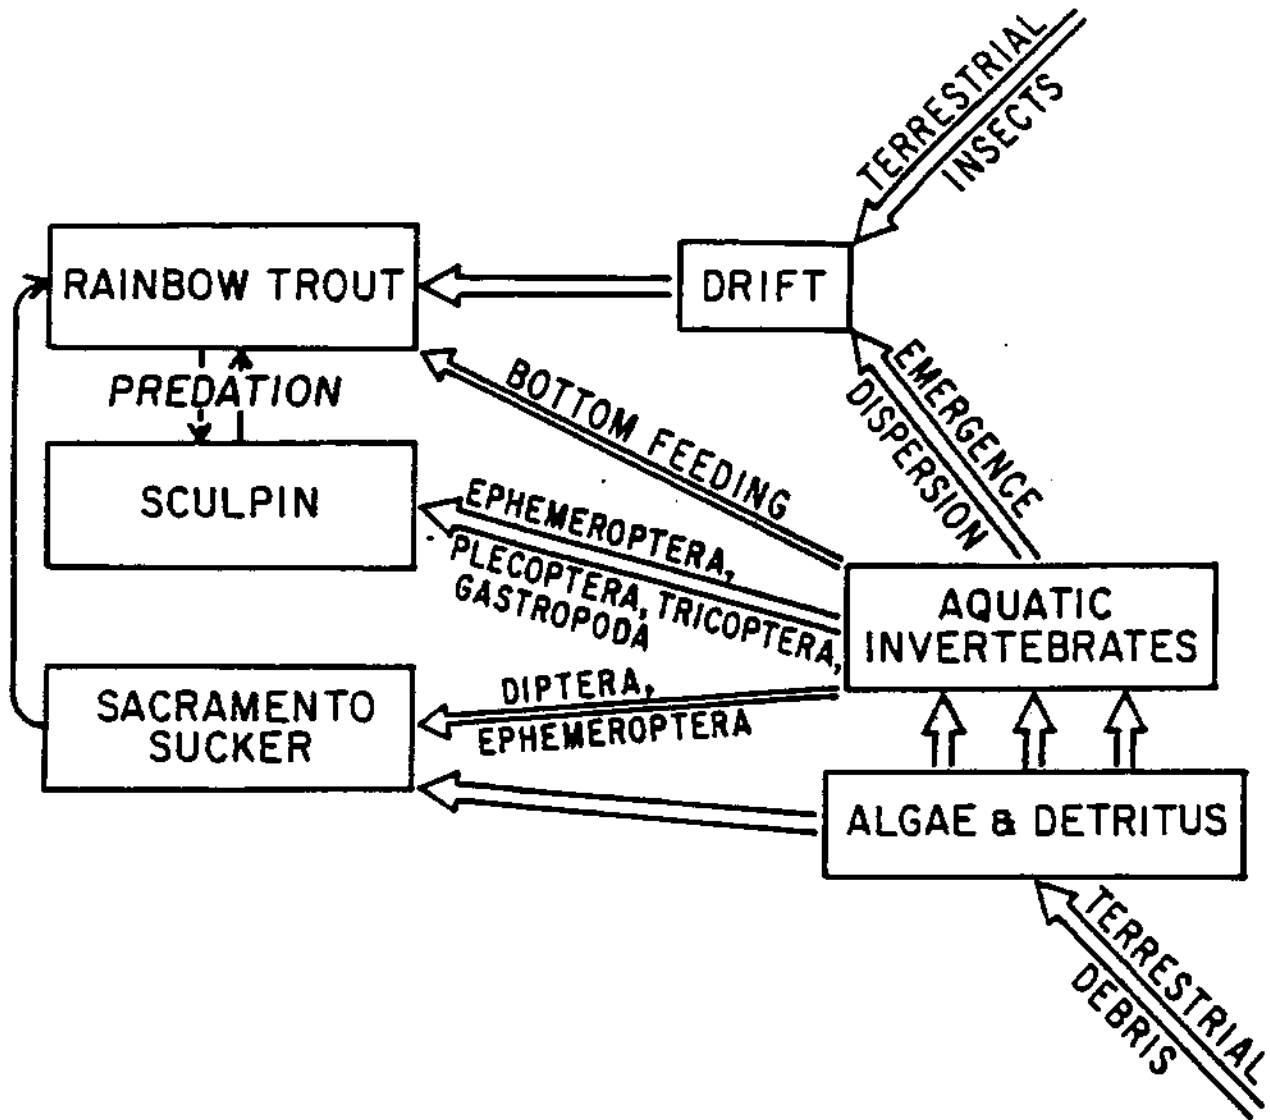 TERRESTRIAL
INSECTS
RAINBOW TROUT
DRIFT
PREDATION
BOTTOM FEEDING
EMERGENCE
DISPERSION
SCULPIN
EPHEMEROPTERA,
PLECOPTERA, TRICOPTERA,
GASTROPODA
AQUATIC
INVERTEBRATES
SACRAMENTO
SUCKER
DIPTERA,
EPHEMEROPTERA
ALGAE & DETRITUS
TERRESTRIAL
DEBRIS